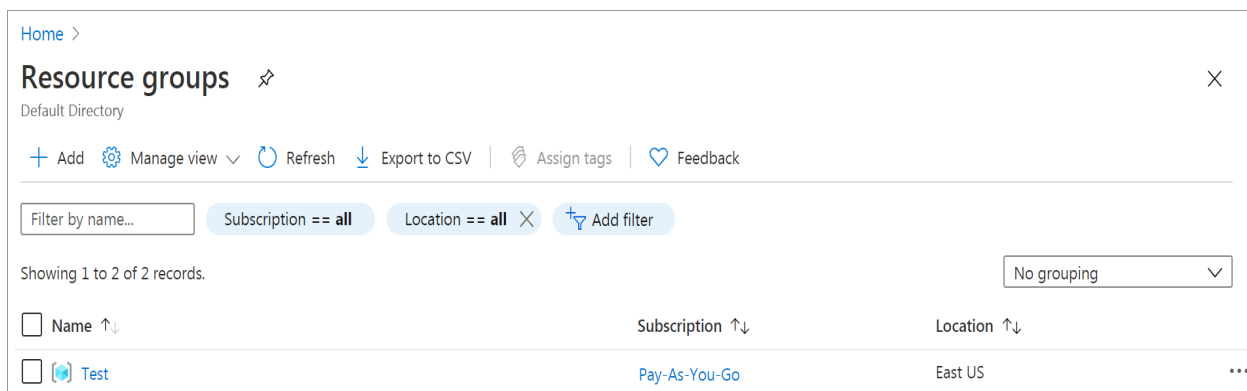 Home >
Resource groups
Default Directory
Add Manage view Refresh Export to CSV Assign tags Feedback
Filter by name... Subscription == all Location == all Add filter
Showing 1 to 2 of 2 records. No grouping
Name Subscription Location
Test Pay-As-You-Go East US